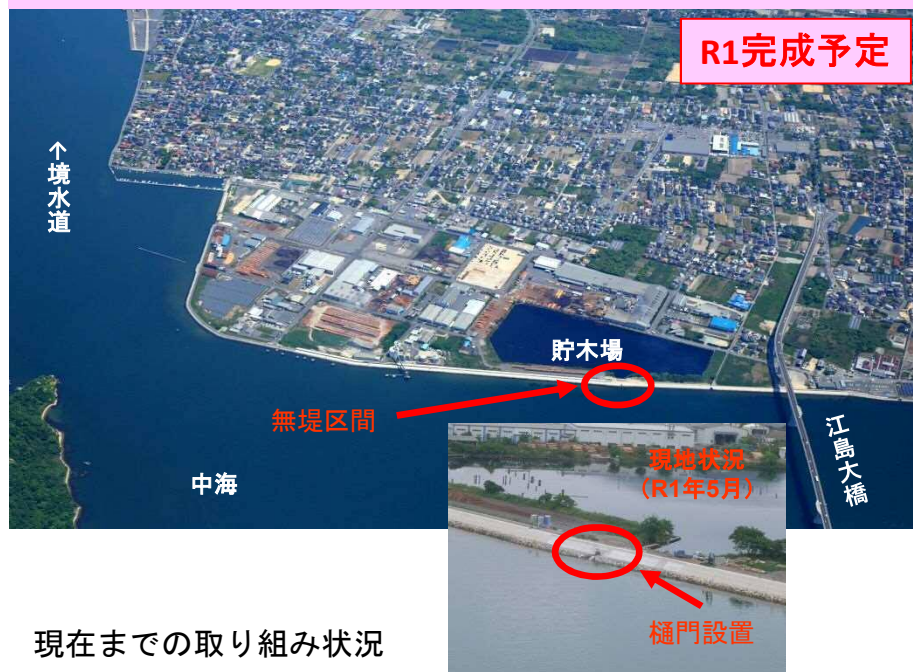 R1完成予定
↑境水道
貯木場
無堤区間
中海
江島大橋
現地状況
（R1年5月）
樋門設置
現在までの取り組み状況